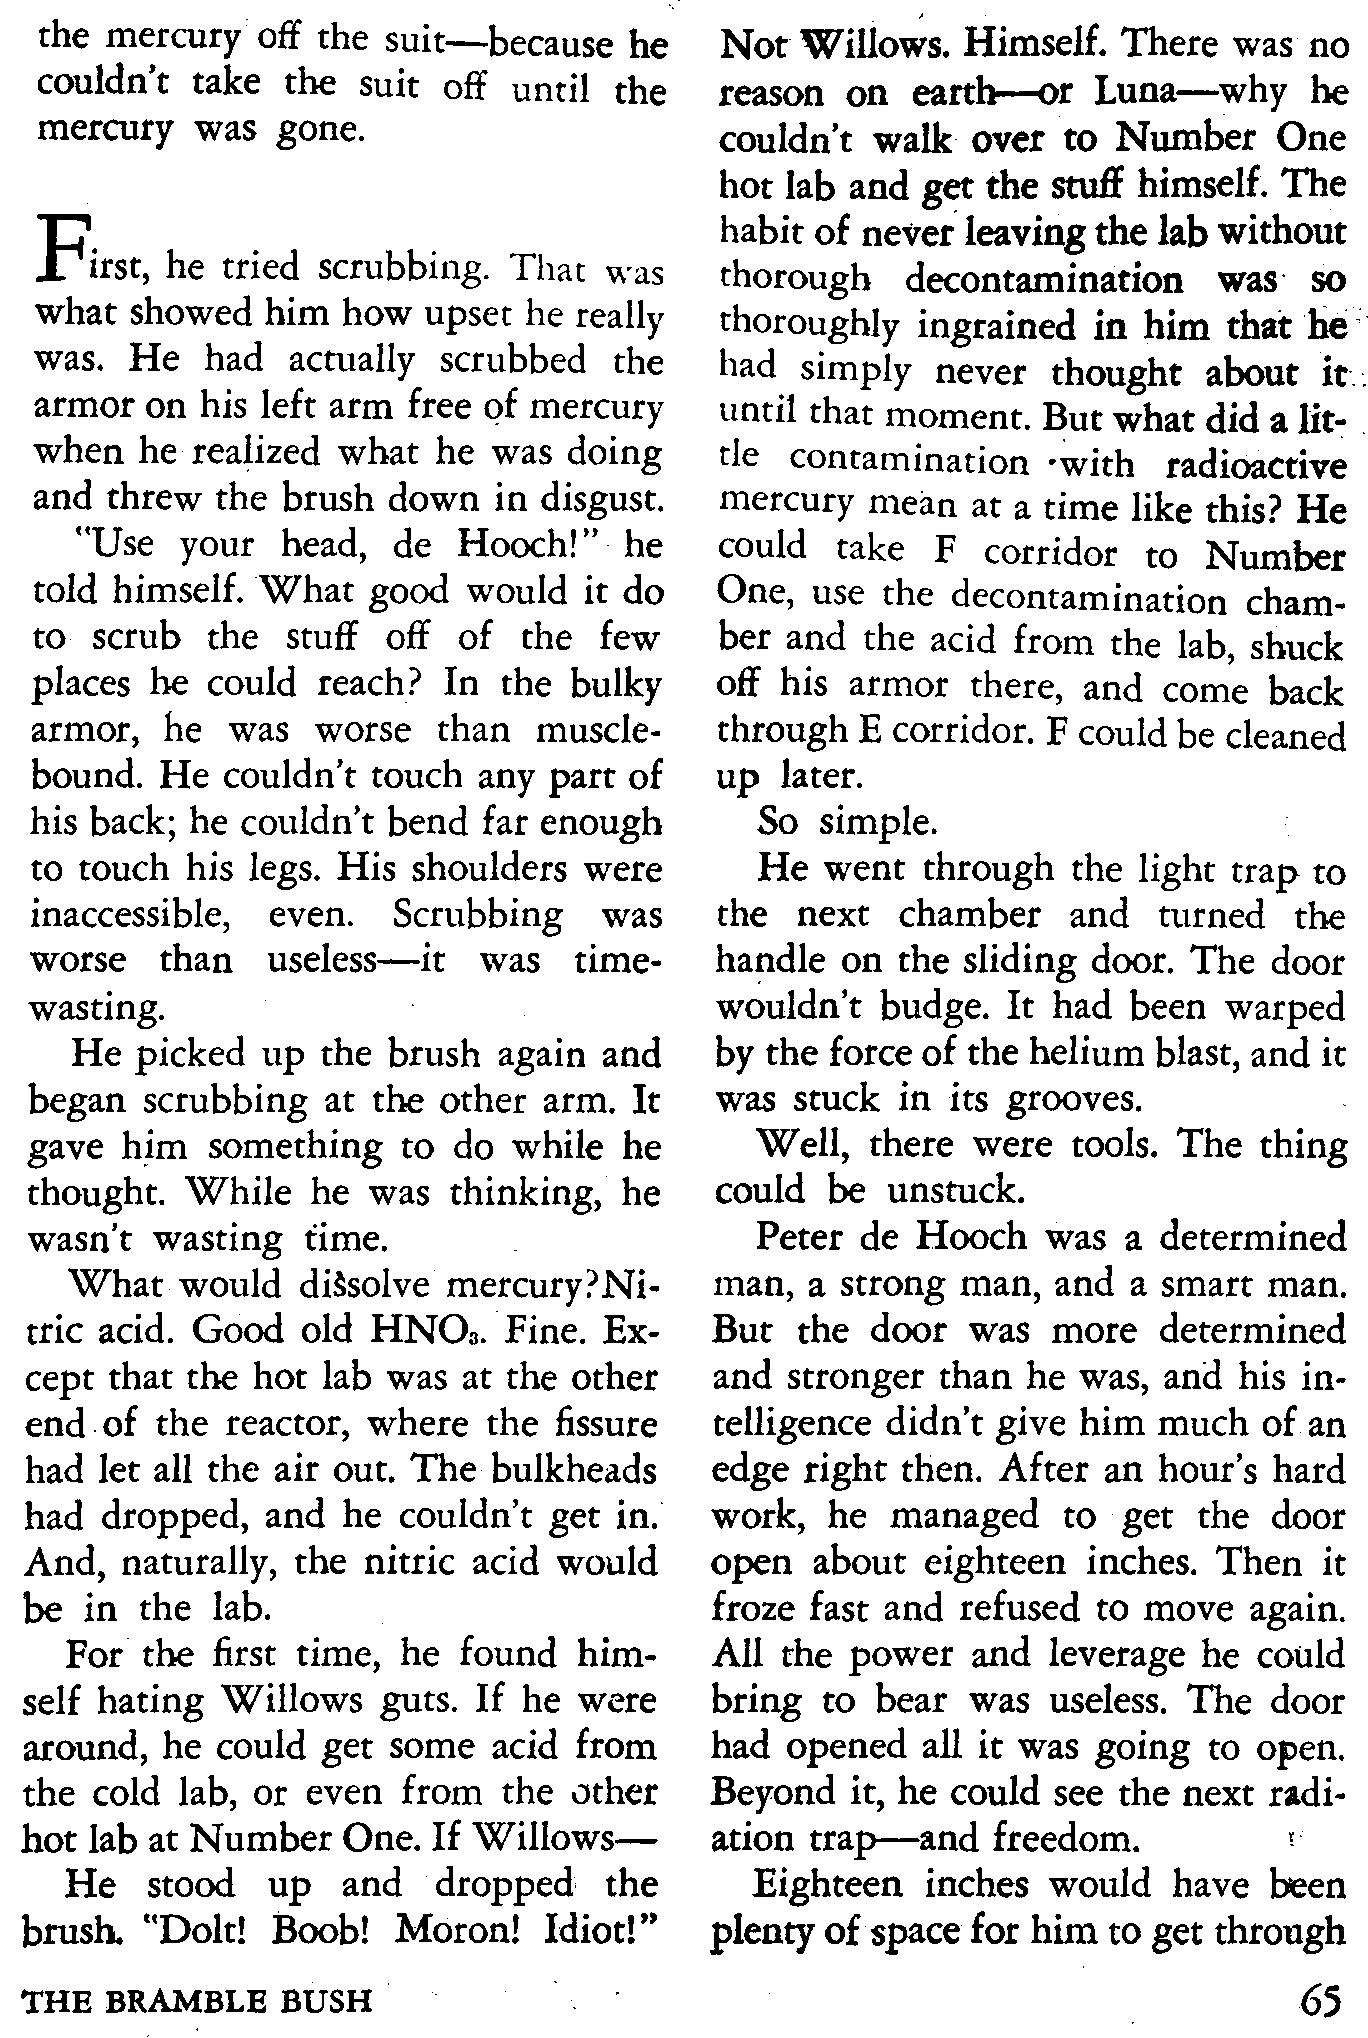 the mercury off the suit—because he
couldn't take the suit off until the
mercury was gone.
First, he tried scrubbing. That was
what showed him how upset he really
was. He had actually scrubbed the
armor on his left arm free of mercury
when he realized what he was doing
and threw the brush down in disgust.
"Use your head, de Hooch!" he
told himself. What good would it do
to scrub the stuff off of the few
places he could reach? In the bulky
armor, he was worse than muscle-
bound. He couldn't touch any part of
his back; he couldn't bend far enough
to touch his legs. His shoulders were
inaccessible, even. Scrubbing was
worse than useless—it was time-
wasting.
He picked up the brush again and
began scrubbing at the other arm. It
gave him something to do while he
thought. While he was thinking, he
wasn't wasting time.
What would dissolve mercury?Ni-
tric acid. Good old HNO₃. Fine. Ex-
cept that the hot lab was at the other
end of the reactor, where the fissure
had let all the air out. The bulkheads
had dropped, and he couldn't get in.
And, naturally, the nitric acid would
be in the lab.
For the first time, he found him-
self hating Willows guts. If he were
around, he could get some acid from
the cold lab, or even from the other
hot lab at Number One. If Willows—
He stood up and dropped the
brush. "Dolt! Boob! Moron! Idiot!"
Not Willows. Himself. There was no
reason on earth—or Luna—why he
couldn't walk over to Number One
hot lab and get the stuff himself. The
habit of never leaving the lab without
thorough decontamination was so
thoroughly ingrained in him that he
had simply never thought about it
until that moment. But what did a lit-
tle contamination with radioactive
mercury mean at a time like this? He
could take F corridor to Number
One, use the decontamination cham-
ber and the acid from the lab, shuck
off his armor there, and come back
through E corridor. F could be cleaned
up later.
So simple.
He went through the light trap to
the next chamber and turned the
handle on the sliding door. The door
wouldn't budge. It had been warped
by the force of the helium blast, and it
was stuck in its grooves.
Well, there were tools. The thing
could be unstuck.
Peter de Hooch was a determined
man, a strong man, and a smart man.
But the door was more determined
and stronger than he was, and his in-
telligence didn't give him much of an
edge right then. After an hour's hard
work, he managed to get the door
open about eighteen inches. Then it
froze fast and refused to move again.
All the power and leverage he could
bring to bear was useless. The door
had opened all it was going to open.
Beyond it, he could see the next radi-
ation trap—and freedom.
Eighteen inches would have been
plenty of space for him to get through
THE BRAMBLE BUSH
65